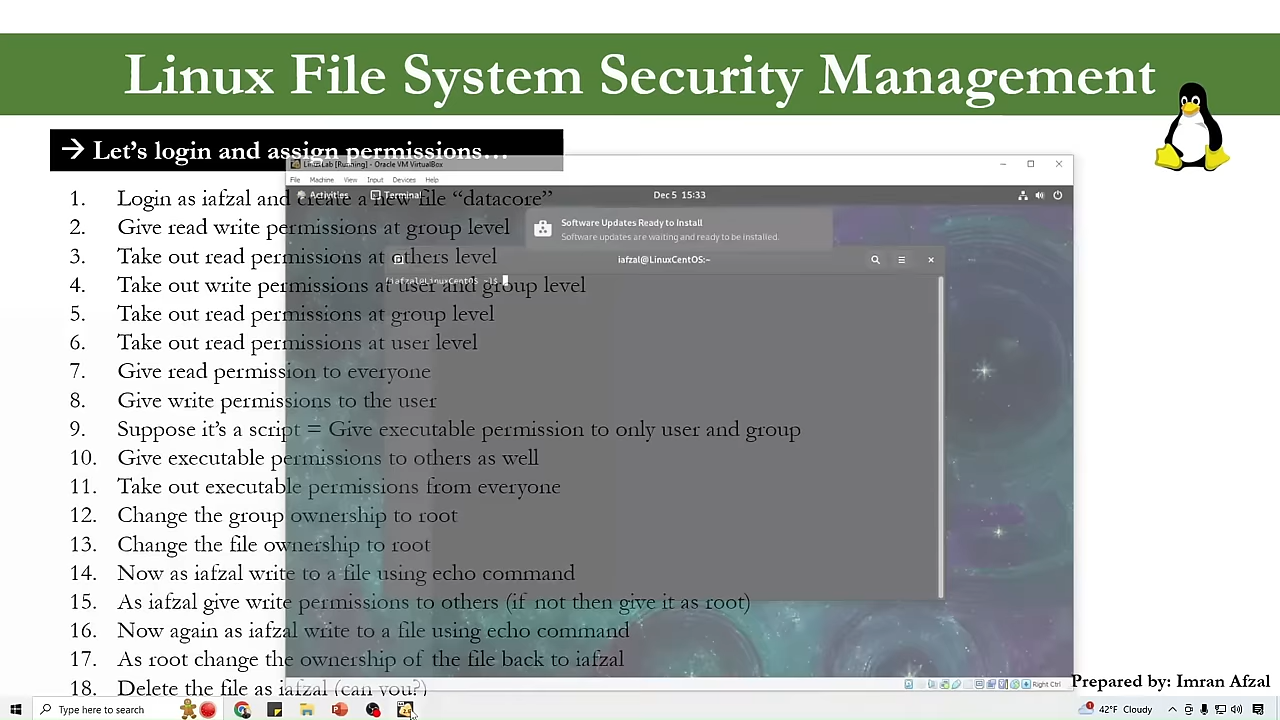 Linux File System Security Management
→ Let's login and assign permissions…
LinuxLab [Running] - Oracle VM VirtualBox
File Machine View Input Devices Help
Activities Terminal Dec 5 15:33
Software Updates Ready to Install
Software updates are waiting and ready to be installed.
iafzal@LinuxCentOS:~
[iafzal@LinuxCentOS ~]$
1. Login as iafzal and create a new file “datacore”
2. Give read write permissions at group level
3. Take out read permissions at others level
4. Take out write permissions at user and group level
5. Take out read permissions at group level
6. Take out read permissions at user level
7. Give read permission to everyone
8. Give write permissions to the user
9. Suppose it’s a script = Give executable permission to only user and group
10. Give executable permissions to others as well
11. Take out executable permissions from everyone
12. Change the group ownership to root
13. Change the file ownership to root
14. Now as iafzal write to a file using echo command
15. As iafzal give write permissions to others (if not then give it as root)
16. Now again as iafzal write to a file using echo command
17. As root change the ownership of the file back to iafzal
18. Delete the file as iafzal (can you?)
Right Ctrl
Prepared by: Imran Afzal
Type here to search
42°F Cloudy